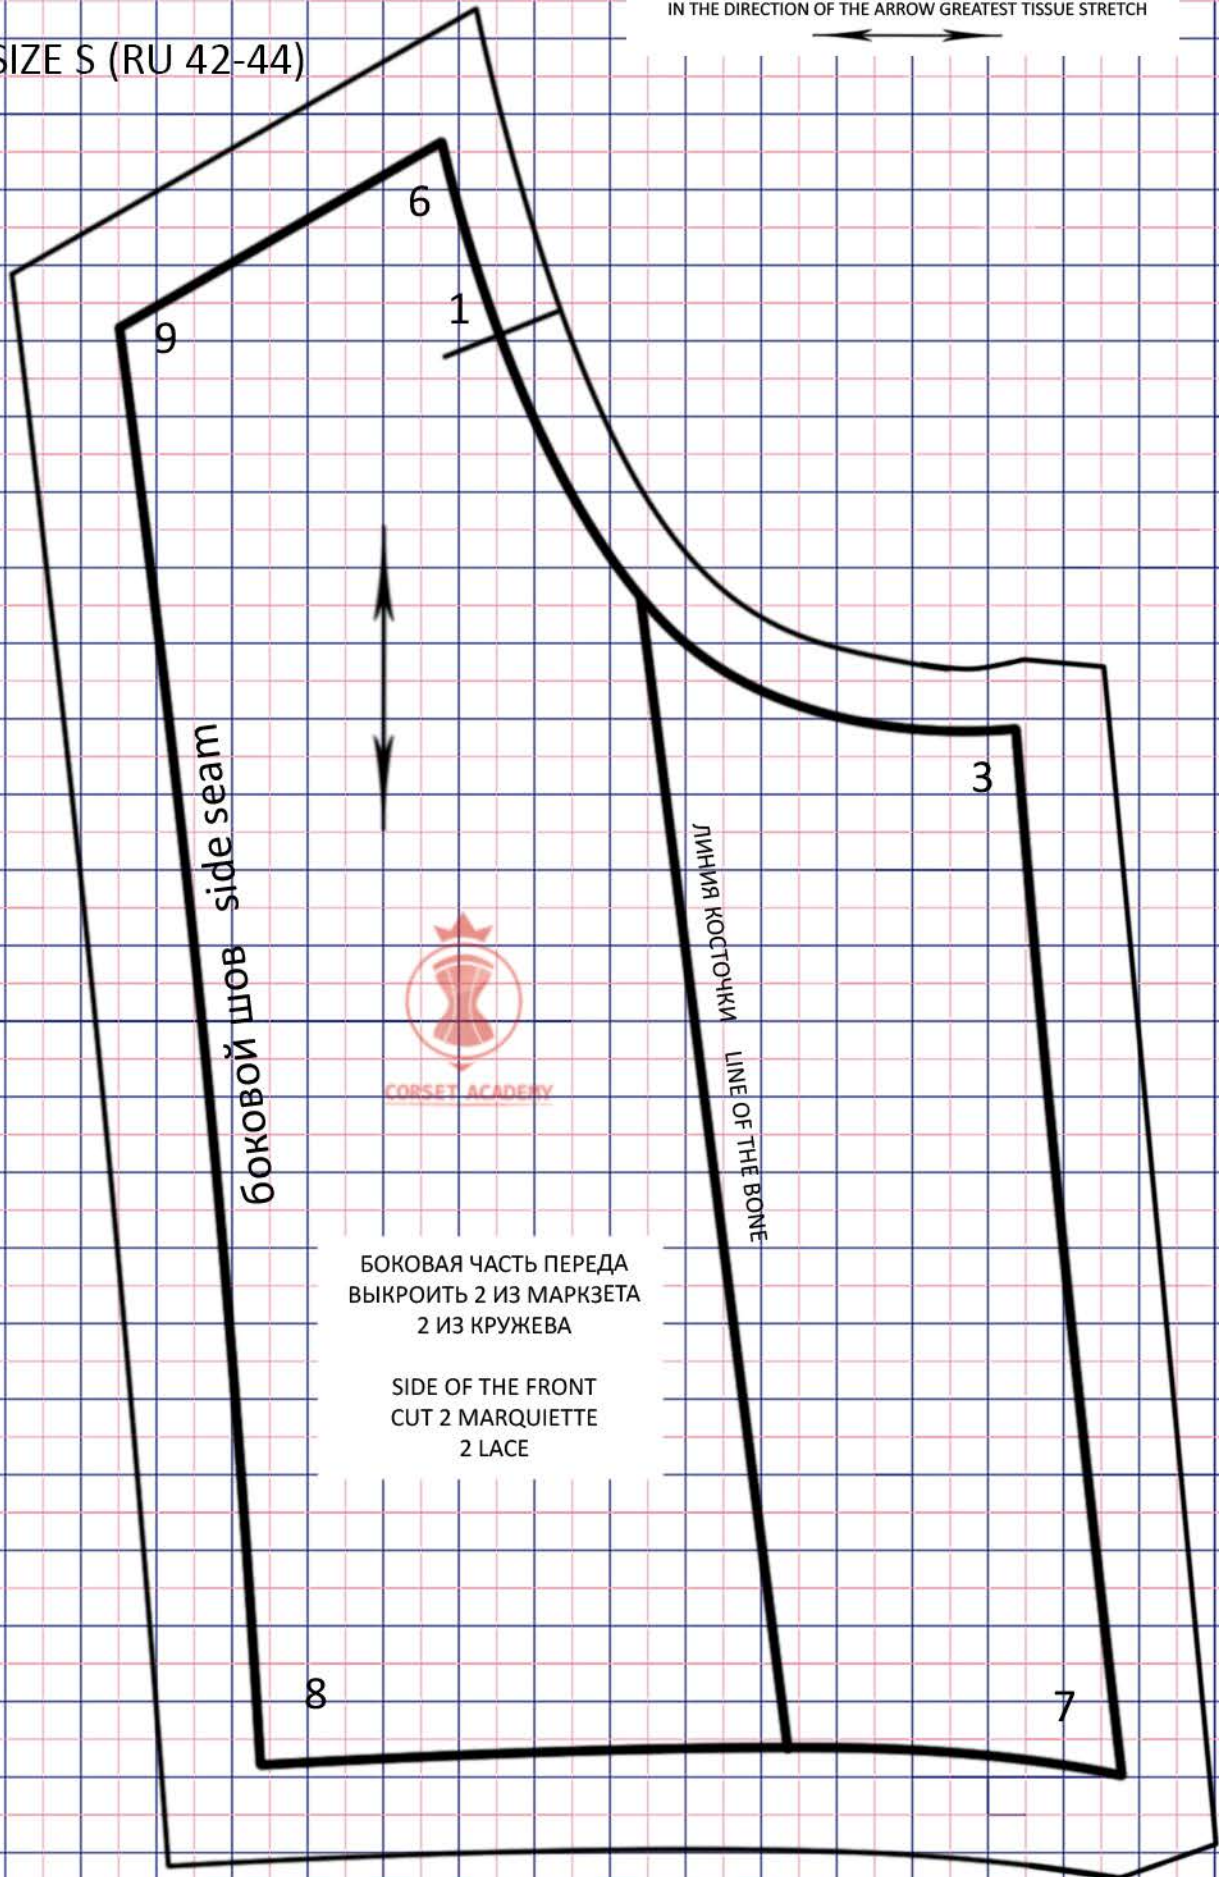 IN THE DIRECTION OF THE ARROW GREATEST TISSUE STRETCH
SIZE S (RU 42-44)
6
1
9
3
боковой шов side seam
ЛИНИЯ КОСТОЧКИ LINE OF THE BONE
CORSET ACADEMY
БОКОВАЯ ЧАСТЬ ПЕРЕДА
ВЫКРОИТЬ 2 ИЗ МАРКЗЕТА
2 ИЗ КРУЖЕВА
SIDE OF THE FRONT
CUT 2 MARQUIETTE
2 LACE
8
7